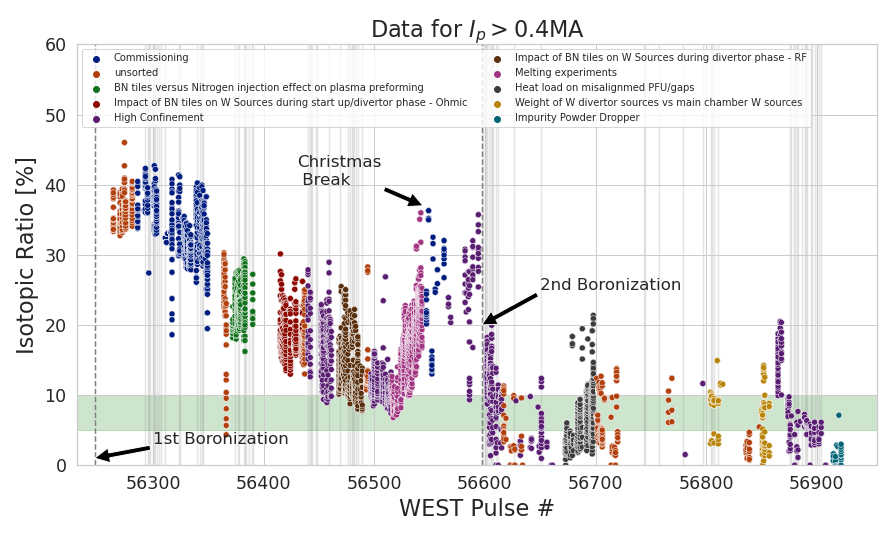 Data for I_p > 0.4MA
60
50
40
30
20
10
0
Isotopic Ratio [%]
Commissioning
unsorted
BN tiles versus Nitrogen injection effect on plasma preforming
Impact of BN tiles on W Sources during start up/divertor phase - Ohmic
High Confinement
Impact of BN tiles on W Sources during divertor phase - RF
Melting experiments
Heat load on misalignmed PFU/gaps
Weight of W divertor sources vs main chamber W sources
Impurity Powder Dropper
Christmas
Break
2nd Boronization
1st Boronization
56300 56400 56500 56600 56700 56800 56900
WEST Pulse #